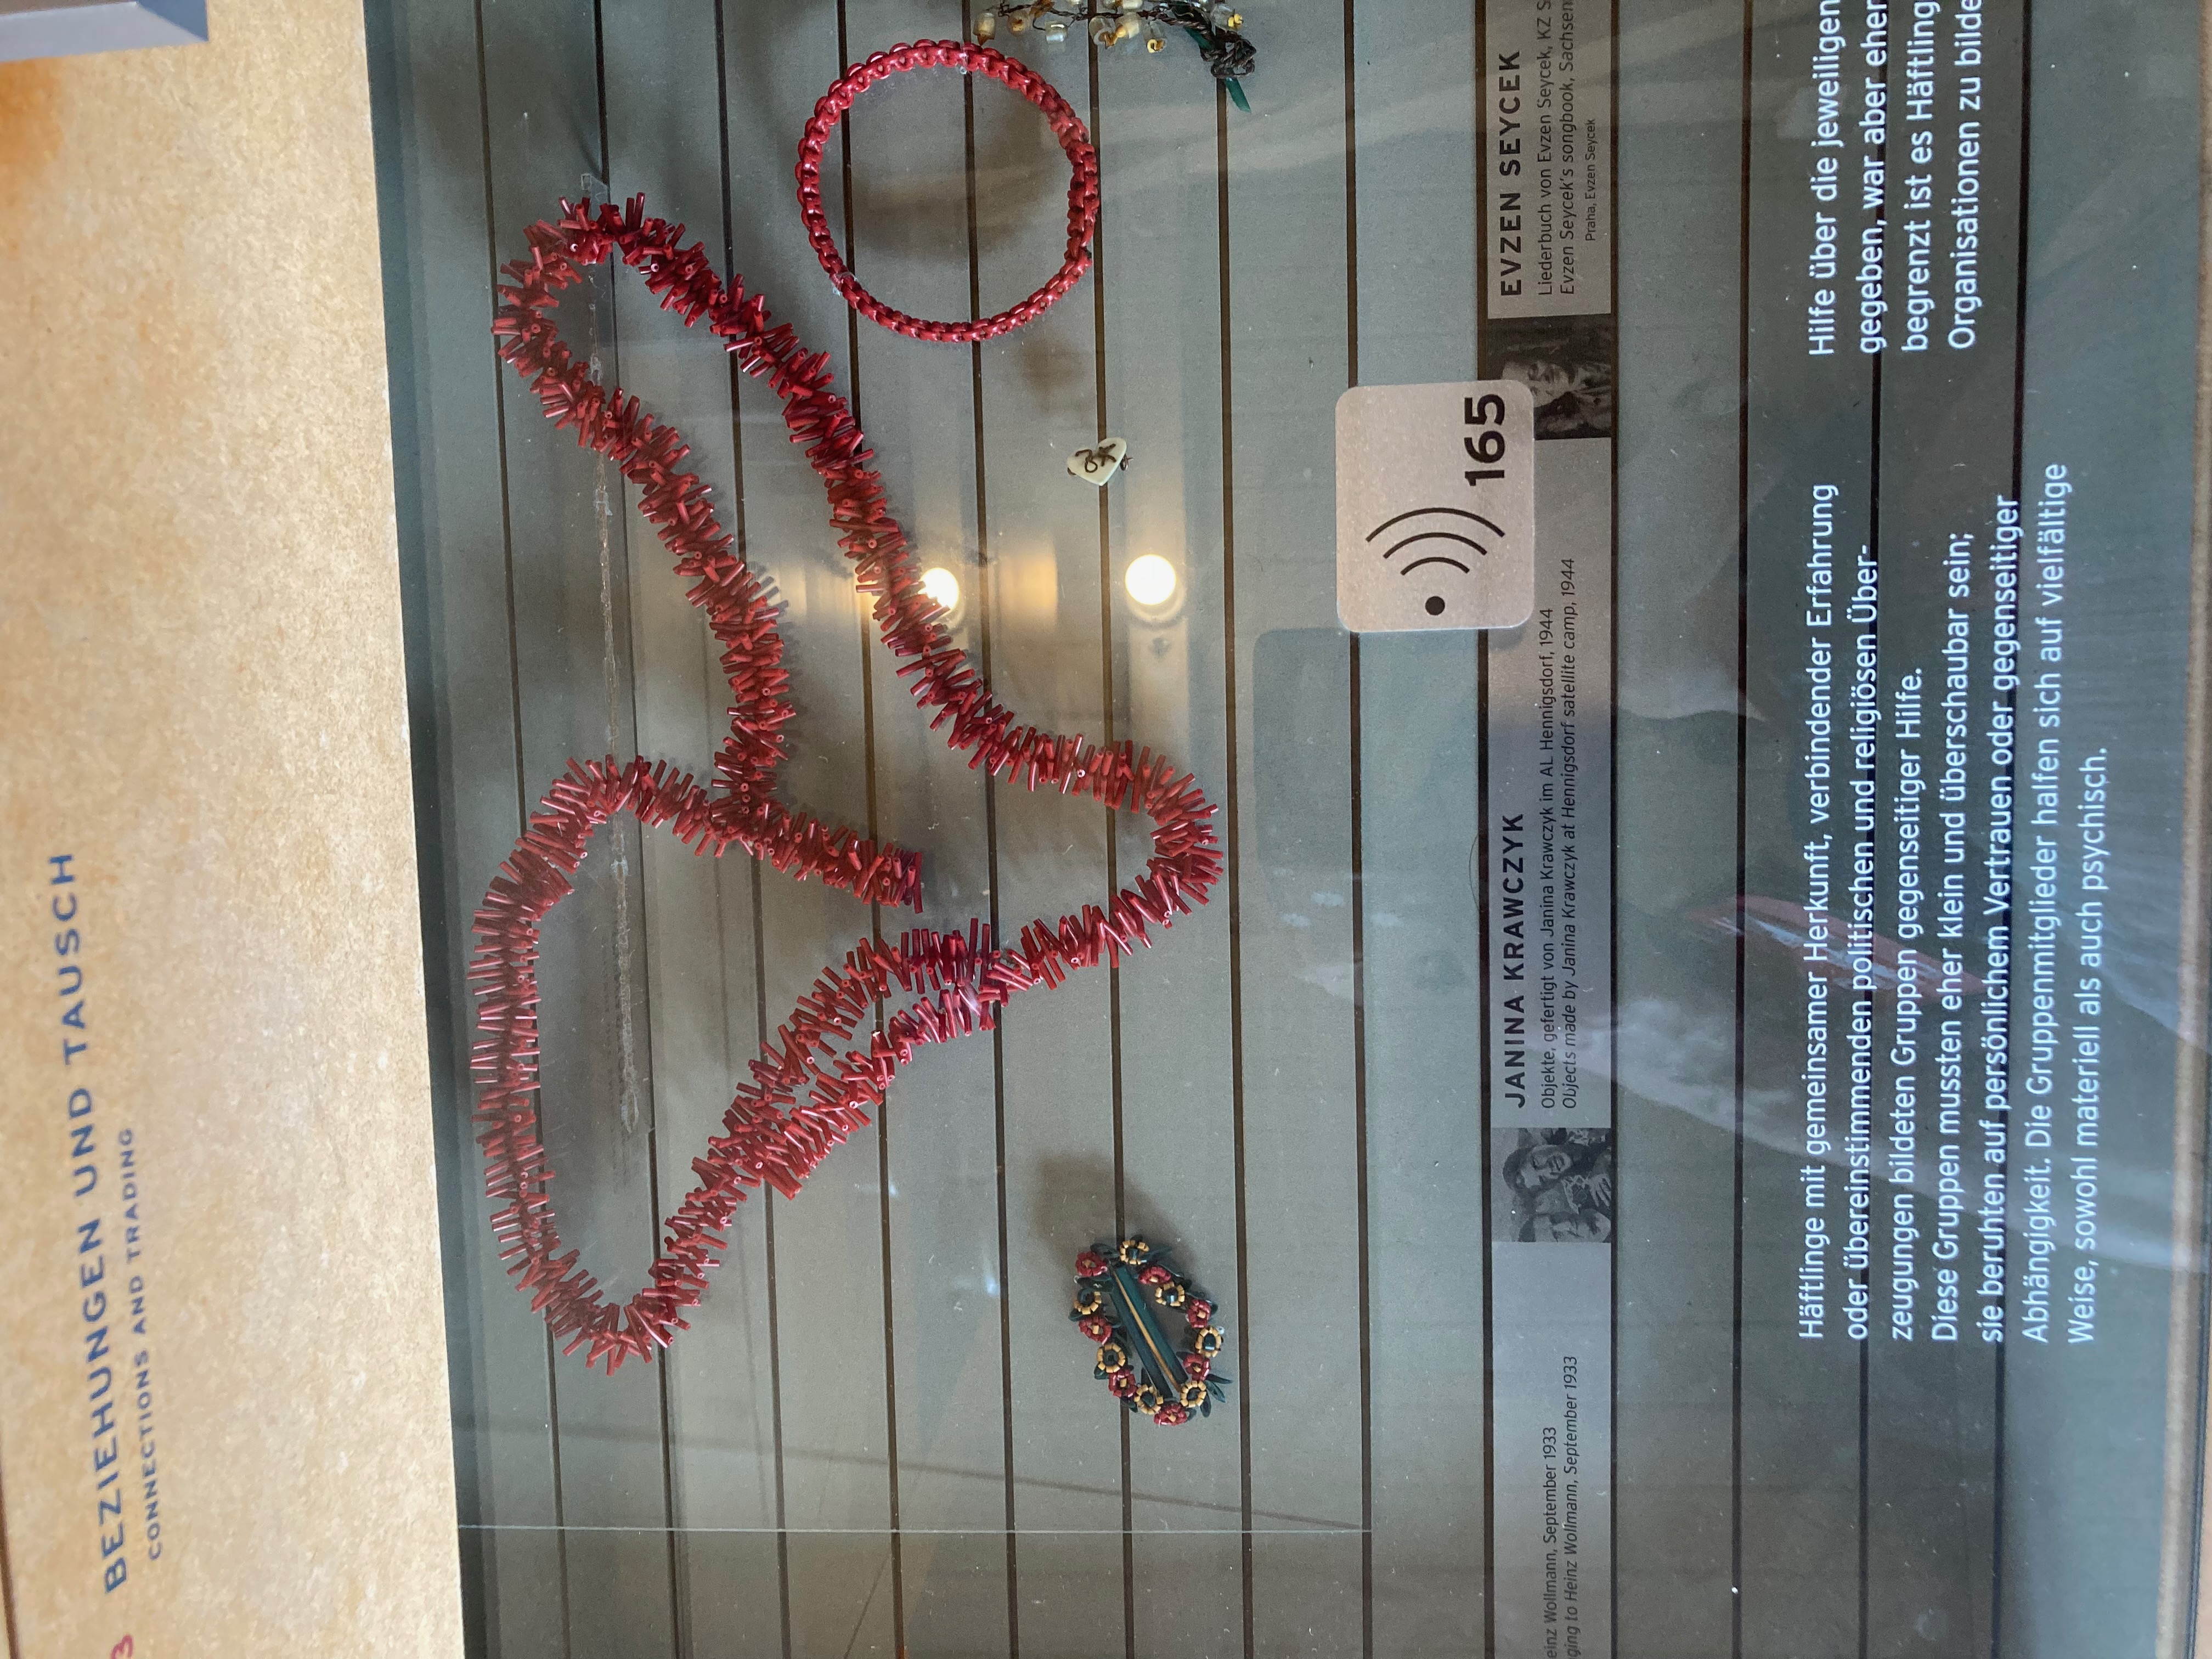 3 BEZIEHUNGEN UND TAUSCH
CONNECTIONS AND TRADING
BK
165
einz Wollmann, September 1933
ging to Heinz Wollmann, September 1933
JANINA KRAWCZYK
Objekte, gefertigt von Janina Krawczyk im AL Hennigsdorf, 1944
Objects made by Janina Krawczyk at Hennigsdorf satellite camp, 1944
EVZEN SEYCEK
Liederbuch von Evzen Seycek, KZ S
Evzen Seycek's songbook, Sachsen
Praha, Evzen Seycek
Häftlinge mit gemeinsamer Herkunft, verbindender Erfahrung
oder übereinstimmenden politischen und religiösen Über-
zeugungen bildeten Gruppen gegenseitiger Hilfe.
Diese Gruppen mussten eher klein und überschaubar sein;
sie beruhten auf persönlichem Vertrauen oder gegenseitiger
Abhängigkeit. Die Gruppenmitglieder halfen sich auf vielfältige
Weise, sowohl materiell als auch psychisch.
Hilfe über die jeweiligen
gegeben, war aber eher
begrenzt ist es Häftling
Organisationen zu bilde